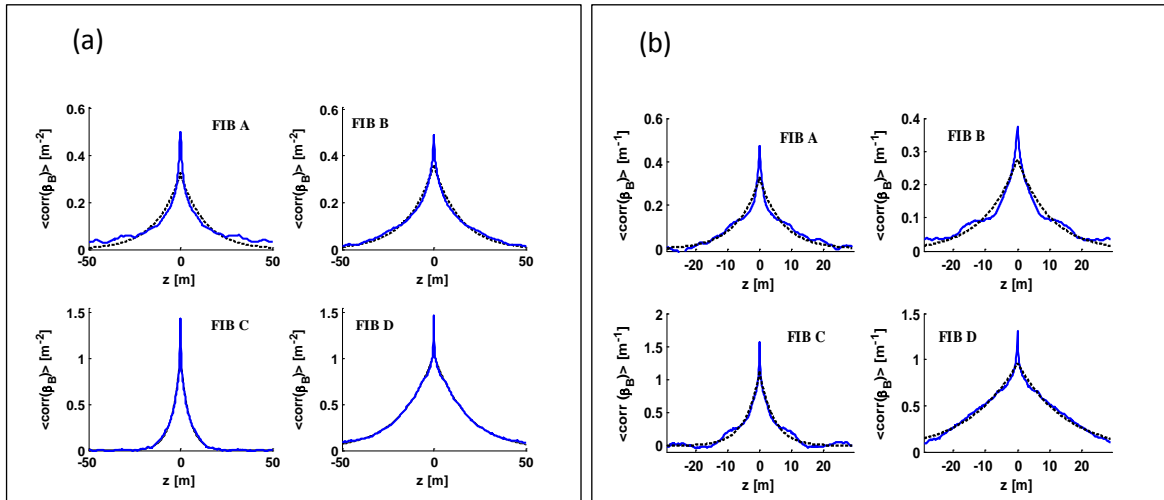 (a)
0.6
0.4
0.2
0
-50
0
50
z [m]
<corr(β_B)> [m⁻²]
FIB A
0.6
0.4
0.2
0
-50
0
50
z [m]
<corr(β_B)> [m⁻²]
FIB B
1.5
1
0.5
0
-50
0
50
z [m]
<corr(β_B)> [m⁻²]
FIB C
1.5
1
0.5
0
-50
0
50
z [m]
<corr(β_B)> [m⁻²]
FIB D
(b)
0.6
0.4
0.2
0
-20
-10
0
10
20
z [m]
<corr(β_B)> [m⁻¹]
FIB A
0.4
0.3
0.2
0.1
0
-20
-10
0
10
20
z [m]
<corr(β_B)> [m⁻¹]
FIB B
2
1.5
1
0.5
0
-20
-10
0
10
20
z [m]
<corr (β_B)> [m⁻¹]
FIB C
1.5
1
0.5
0
-20
-10
0
10
20
z [m]
<corr(β_B)> [m⁻¹]
FIB D